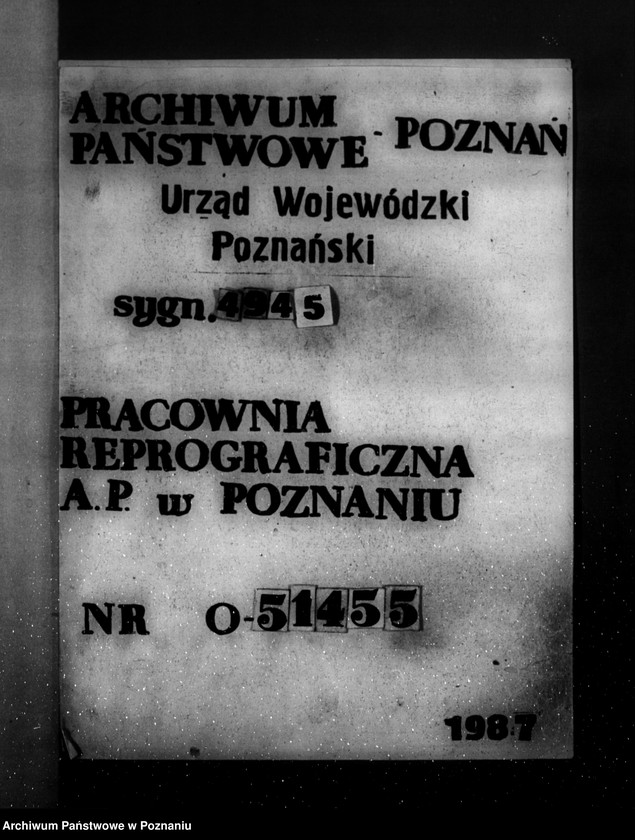 ARCHIWUM
PAŃSTWOWE - POZNAŃ
Urząd Wojewódzki
Poznański
sygn. 4945
PRACOWNIA
REPROGRAFICZNA
A.P. w POZNANIU
NR O-51455
1987
Archiwum Państwowe w Poznaniu